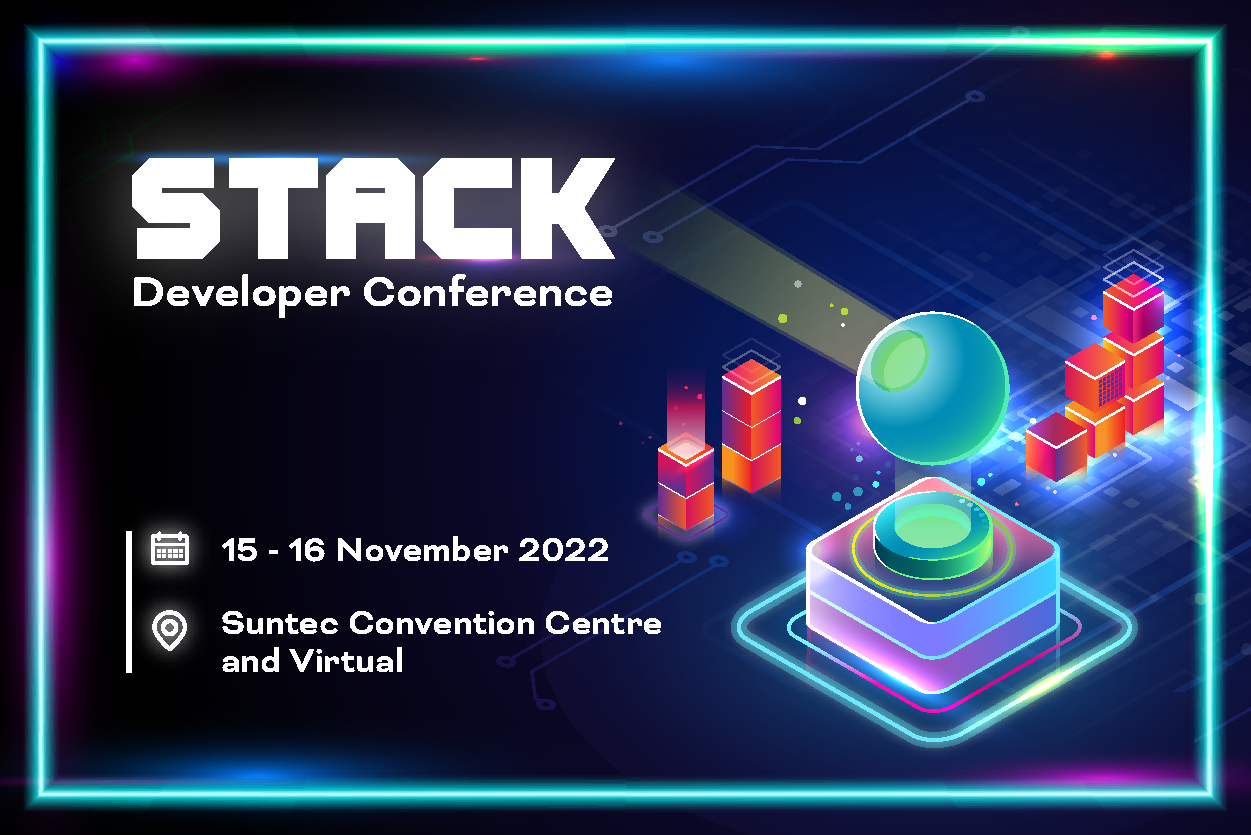 STACK
Developer Conference
15 - 16 November 2022
Suntec Convention Centre
and Virtual